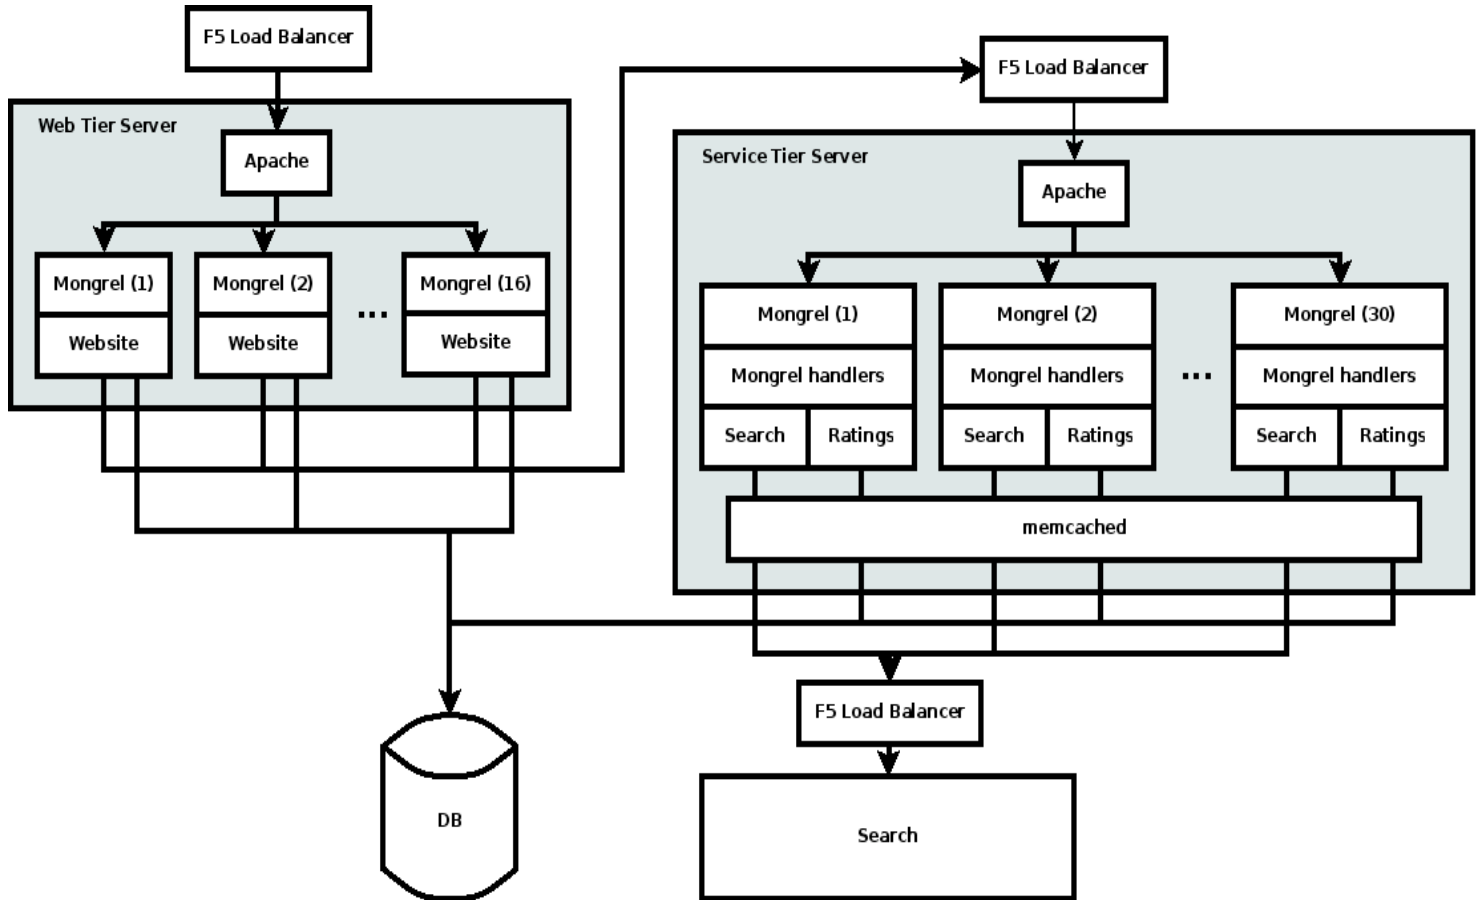 F5 Load Balancer
Web Tier Server
Apache
Mongrel (1)
Website
Mongrel (2)
Website
...
Mongrel (16)
Website
F5 Load Balancer
Service Tier Server
Apache
Mongrel (1)
Mongrel handlers
Search
Ratings
Mongrel (2)
Mongrel handlers
Search
Ratings
...
Mongrel (30)
Mongrel handlers
Search
Ratings
memcached
DB
F5 Load Balancer
Search